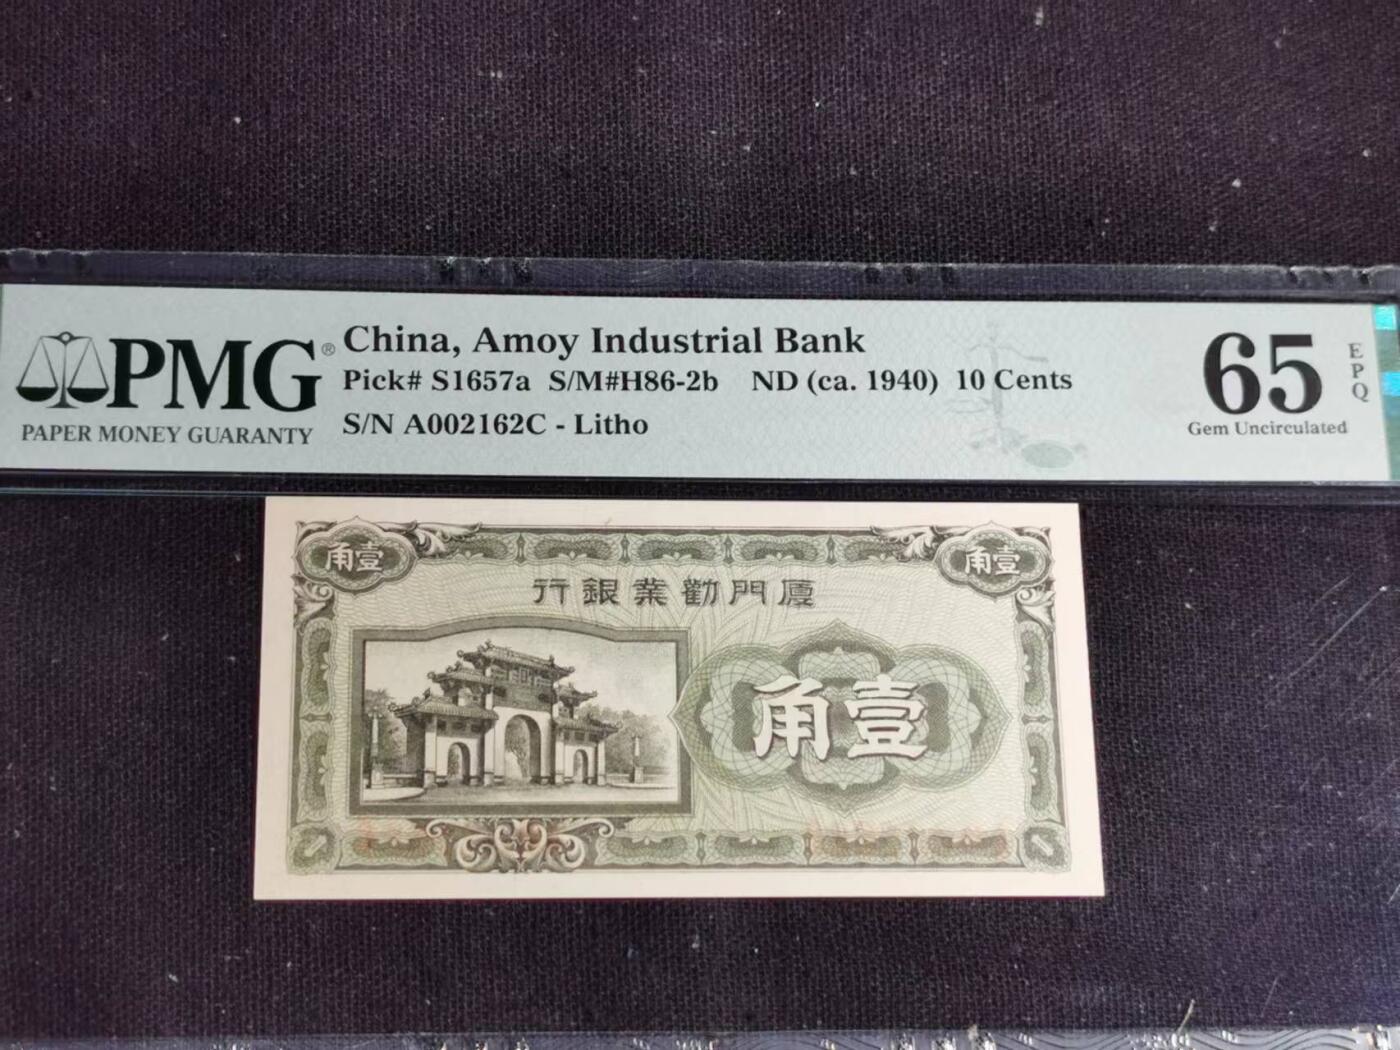 PMG®
PAPER MONEY GUARANTY
China, Amoy Industrial Bank
Pick# S1657a S/M#H86-2b ND (ca. 1940) 10 Cents
S/N A002162C - Litho
65
EPQ
Gem Uncirculated
角壹
角壹
行銀業勸門廈
角壹